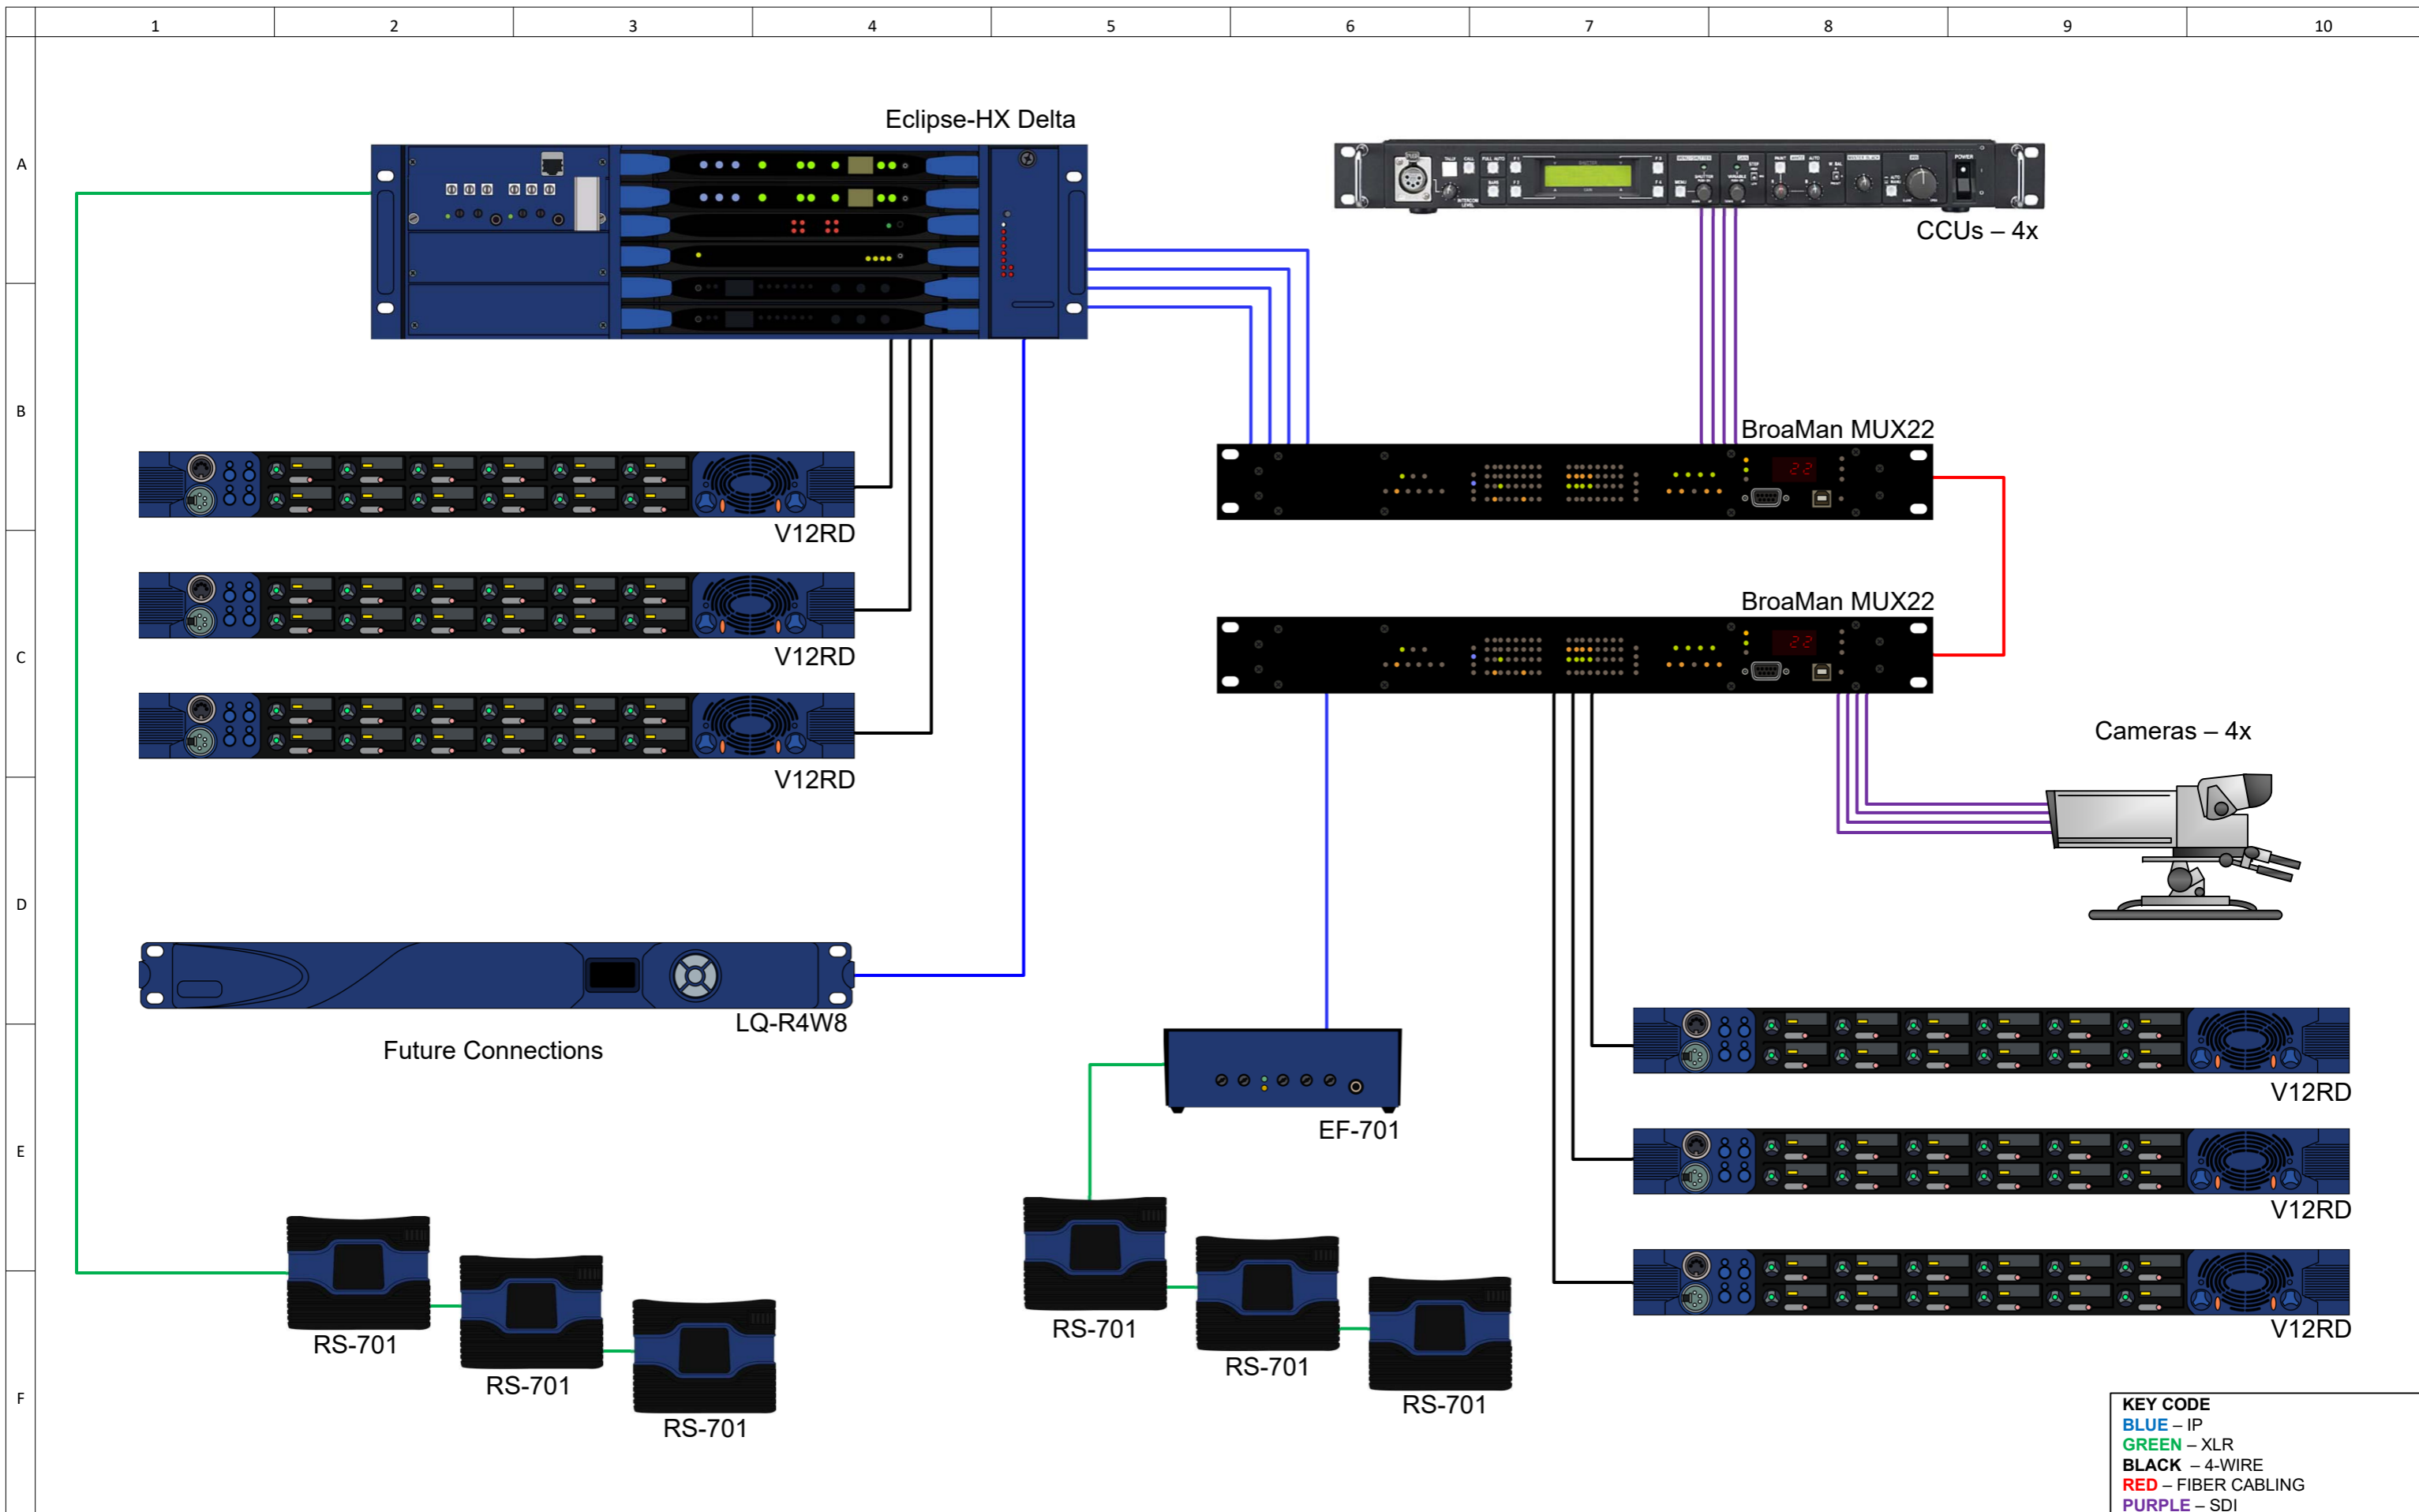 1 2 3 4 5 6 7 8 9 10
A
B
C
D
E
F
Eclipse-HX Delta
CCUs – 4x
POWER
BroaMan MUX22
22
V12RD
V12RD
V12RD
BroaMan MUX22
22
Cameras – 4x
LQ-R4W8
Future Connections
EF-701
V12RD
V12RD
V12RD
RS-701
RS-701
RS-701
RS-701
RS-701
RS-701
KEY CODE
BLUE – IP
GREEN – XLR
BLACK – 4-WIRE
RED – FIBER CABLING
PURPLE – SDI